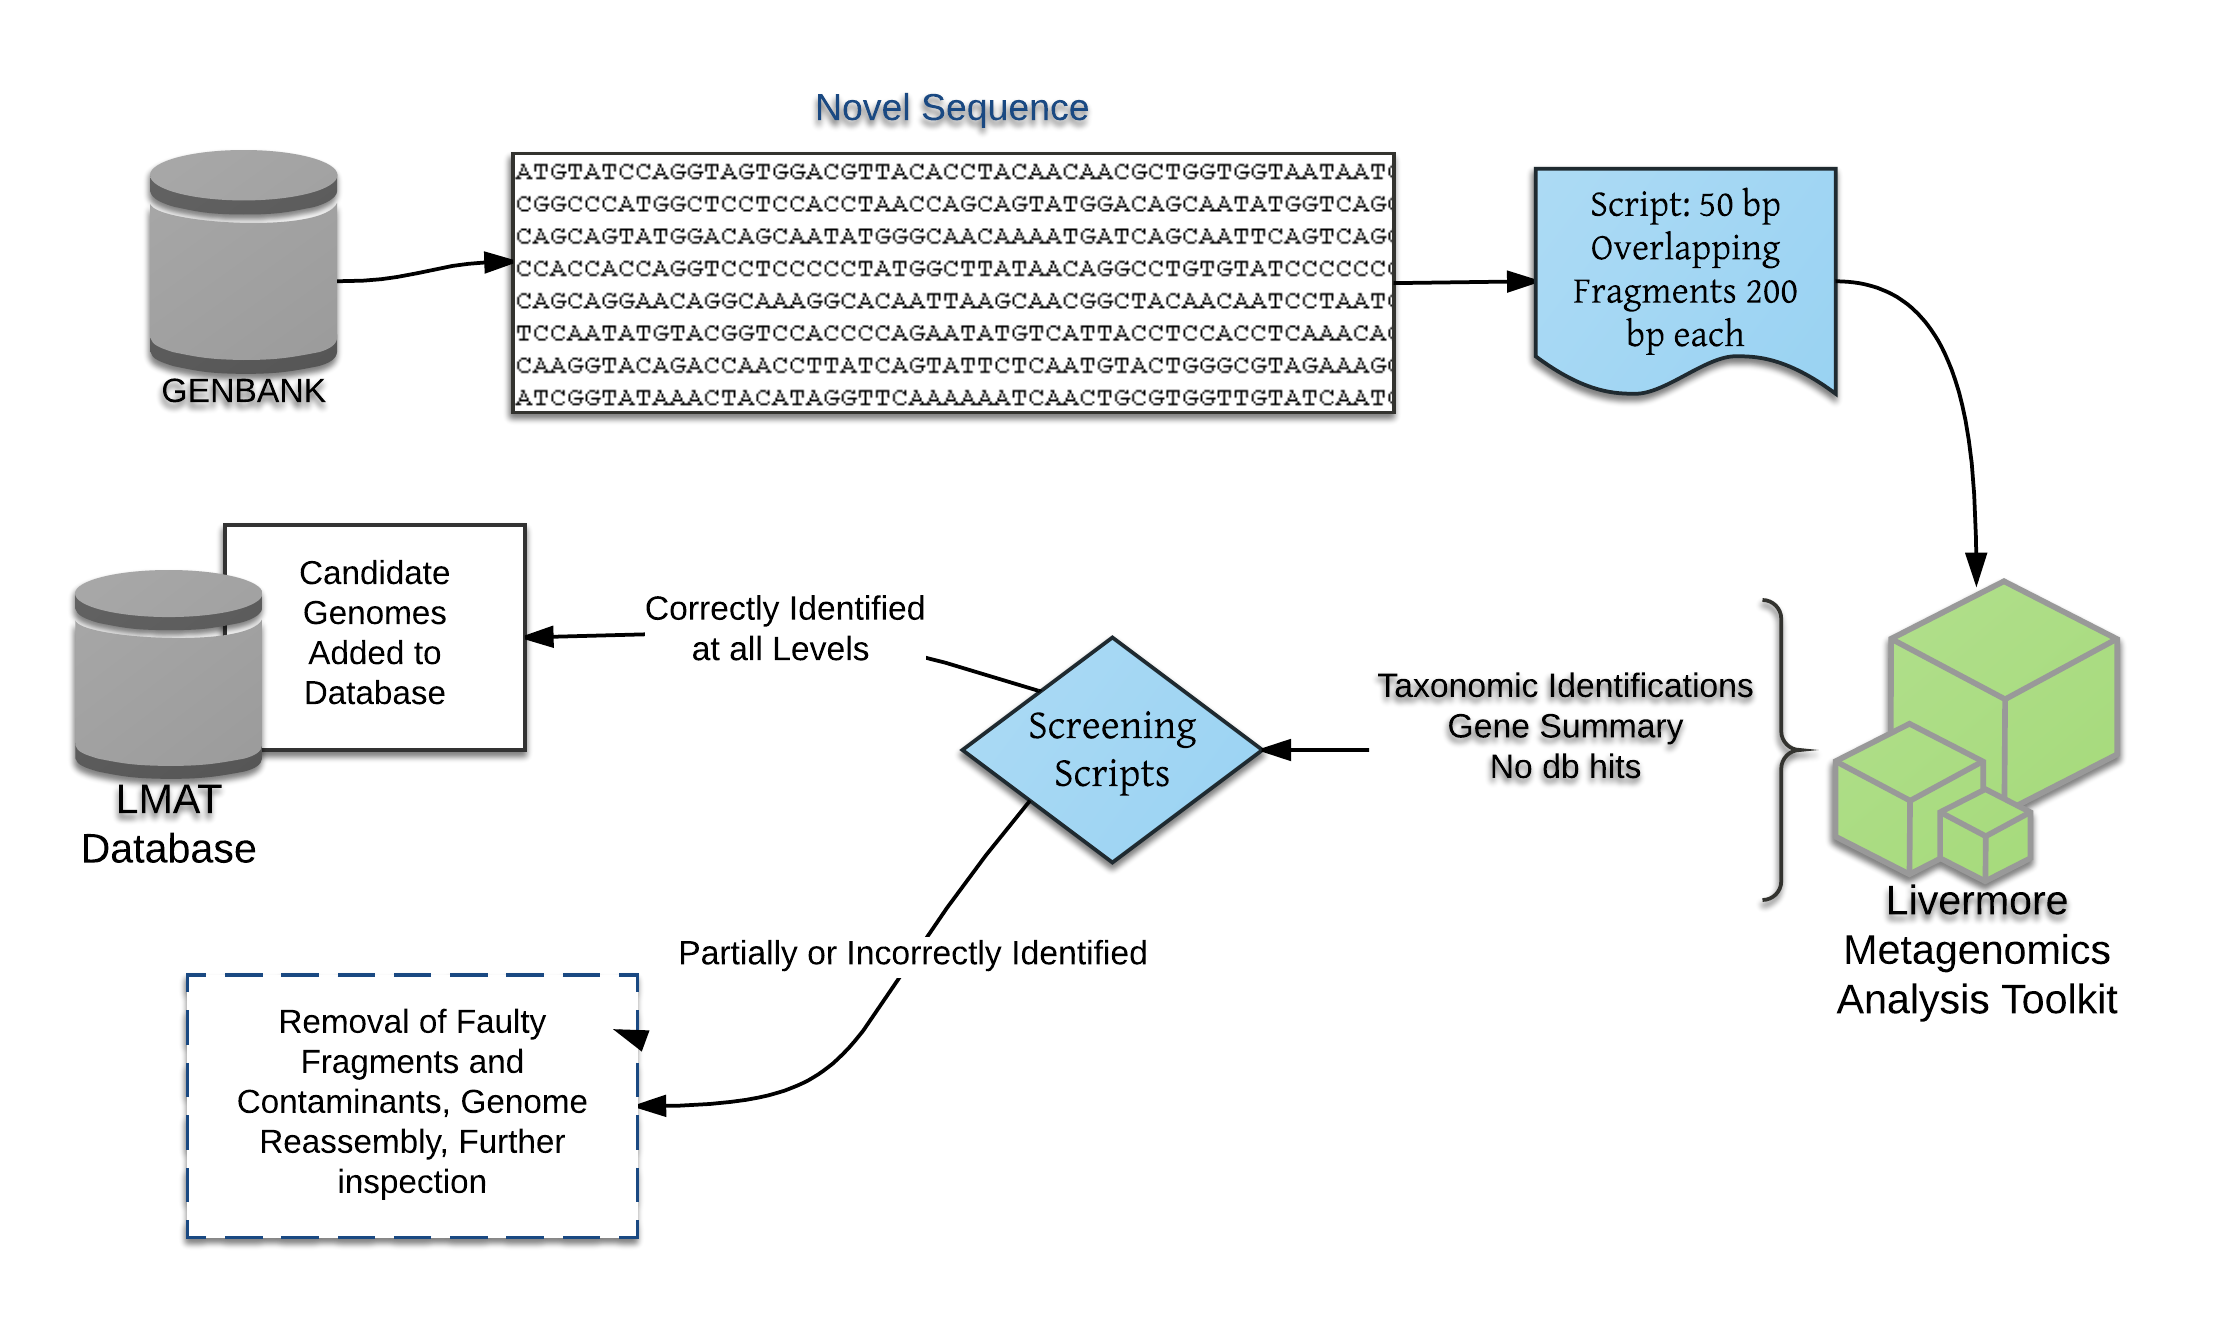 Novel Sequence
GENBANK
ATGTATCCAGGTAGTGGACGTTACACCTACAACAACGCTGGTGGTAATAAT
CGGCCCATGGCTCCTCCACCTAACCAGCAGTATGGACAGCAATATGGTCAG
CAGCAGTATGGACAGCAATATGGGCAACAAAATGATCAGCAATTCAGTCAG
CCACCACCAGGTCCTCCCCCTATGGCTTATAACAGGCCTGTGTATCCCCCC
CAGCAGGAACAGGCAAAGGCACAATTAAGCAACGGCTACAACAATCCTAAT
TCCAATATGTACGGTCCACCCCAGAATATGTCATTACCTCCACCTCAAACA
CAAGGTACAGACCAACCTTATCAGTATTCTCAATGTACTGGGCGTAGAAAG
ATCGGTATAAACTACATAGGTTCAAAAAATCAACTGCGTGGTTGTATCAAT
Script: 50 bp
Overlapping
Fragments 200
bp each
Livermore
Metagenomics
Analysis Toolkit
Taxonomic Identifications
Gene Summary
No db hits
Screening
Scripts
Correctly Identified
at all Levels
Candidate
Genomes
Added to
Database
LMAT
Database
Partially or Incorrectly Identified
Removal of Faulty
Fragments and
Contaminants, Genome
Reassembly, Further
inspection